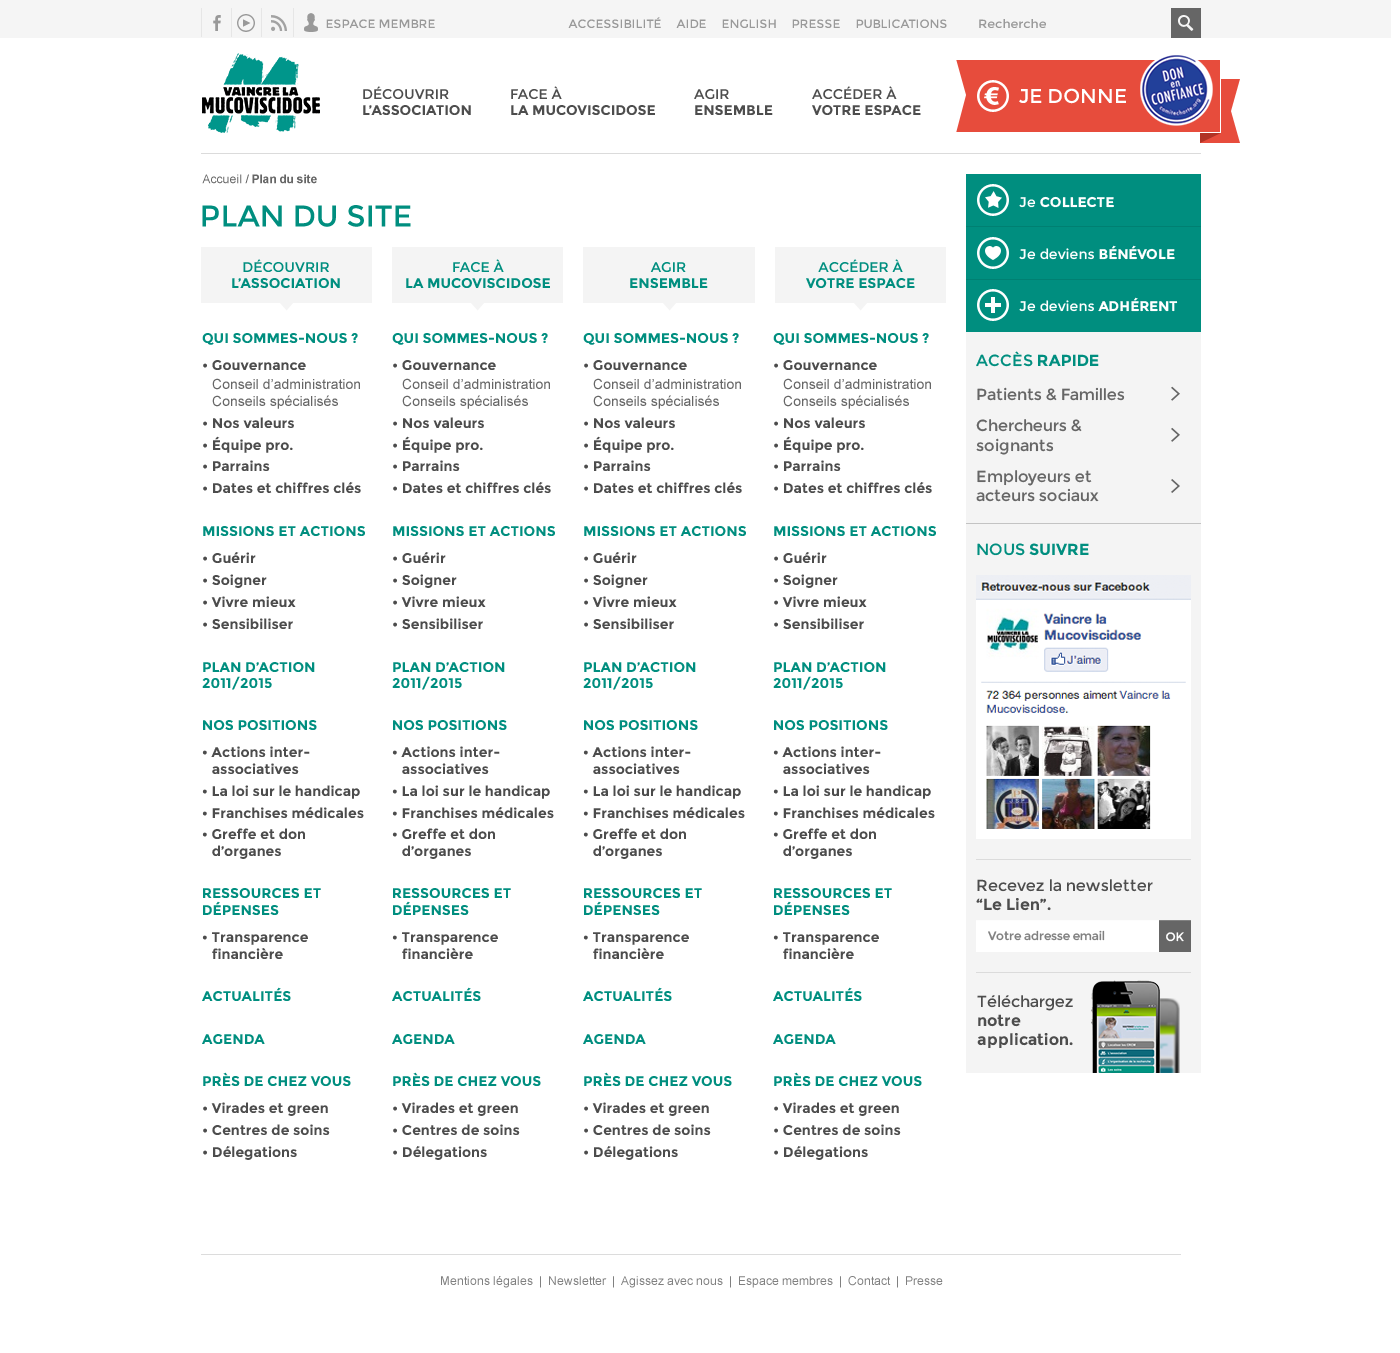 ESPACE MEMBRE
ACCESSIBILITÉ AIDE ENGLISH PRESSE PUBLICATIONS Recherche
VAINCRE LA
MUCOVISCIDOSE
DÉCOUVRIR
L'ASSOCIATION
FACE À
LA MUCOVISCIDOSE
AGIR
ENSEMBLE
ACCÉDER À
VOTRE ESPACE
€ JE DONNE
DON
en
CONFIANCE
comitecharte.org
Accueil / Plan du site
PLAN DU SITE
DÉCOUVRIR
L'ASSOCIATION
QUI SOMMES-NOUS ?
• Gouvernance
Conseil d'administration
Conseils spécialisés
• Nos valeurs
• Équipe pro.
• Parrains
• Dates et chiffres clés
MISSIONS ET ACTIONS
• Guérir
• Soigner
• Vivre mieux
• Sensibiliser
PLAN D'ACTION
2011/2015
NOS POSITIONS
• Actions inter-
associatives
• La loi sur le handicap
• Franchises médicales
• Greffe et don
d'organes
RESSOURCES ET
DÉPENSES
• Transparence
financière
ACTUALITÉS
AGENDA
PRÈS DE CHEZ VOUS
• Virades et green
• Centres de soins
• Délegations
FACE À
LA MUCOVISCIDOSE
QUI SOMMES-NOUS ?
• Gouvernance
Conseil d'administration
Conseils spécialisés
• Nos valeurs
• Équipe pro.
• Parrains
• Dates et chiffres clés
MISSIONS ET ACTIONS
• Guérir
• Soigner
• Vivre mieux
• Sensibiliser
PLAN D'ACTION
2011/2015
NOS POSITIONS
• Actions inter-
associatives
• La loi sur le handicap
• Franchises médicales
• Greffe et don
d'organes
RESSOURCES ET
DÉPENSES
• Transparence
financière
ACTUALITÉS
AGENDA
PRÈS DE CHEZ VOUS
• Virades et green
• Centres de soins
• Délegations
AGIR
ENSEMBLE
QUI SOMMES-NOUS ?
• Gouvernance
Conseil d'administration
Conseils spécialisés
• Nos valeurs
• Équipe pro.
• Parrains
• Dates et chiffres clés
MISSIONS ET ACTIONS
• Guérir
• Soigner
• Vivre mieux
• Sensibiliser
PLAN D'ACTION
2011/2015
NOS POSITIONS
• Actions inter-
associatives
• La loi sur le handicap
• Franchises médicales
• Greffe et don
d'organes
RESSOURCES ET
DÉPENSES
• Transparence
financière
ACTUALITÉS
AGENDA
PRÈS DE CHEZ VOUS
• Virades et green
• Centres de soins
• Délegations
ACCÉDER À
VOTRE ESPACE
QUI SOMMES-NOUS ?
• Gouvernance
Conseil d'administration
Conseils spécialisés
• Nos valeurs
• Équipe pro.
• Parrains
• Dates et chiffres clés
MISSIONS ET ACTIONS
• Guérir
• Soigner
• Vivre mieux
• Sensibiliser
PLAN D'ACTION
2011/2015
NOS POSITIONS
• Actions inter-
associatives
• La loi sur le handicap
• Franchises médicales
• Greffe et don
d'organes
RESSOURCES ET
DÉPENSES
• Transparence
financière
ACTUALITÉS
AGENDA
PRÈS DE CHEZ VOUS
• Virades et green
• Centres de soins
• Délegations
Je COLLECTE
Je deviens BÉNÉVOLE
Je deviens ADHÉRENT
ACCÈS RAPIDE
Patients & Familles
Chercheurs &
soignants
Employeurs et
acteurs sociaux
NOUS SUIVRE
Retrouvez-nous sur Facebook
VAINCRE LA
MUCOVISCIDOSE
Vaincre la
Mucoviscidose
J'aime
72 364 personnes aiment Vaincre la
Mucoviscidose.
Recevez la newsletter
“Le Lien”.
Votre adresse email OK
Téléchargez
notre
application.
Mentions légales | Newsletter | Agissez avec nous | Espace membres | Contact | Presse